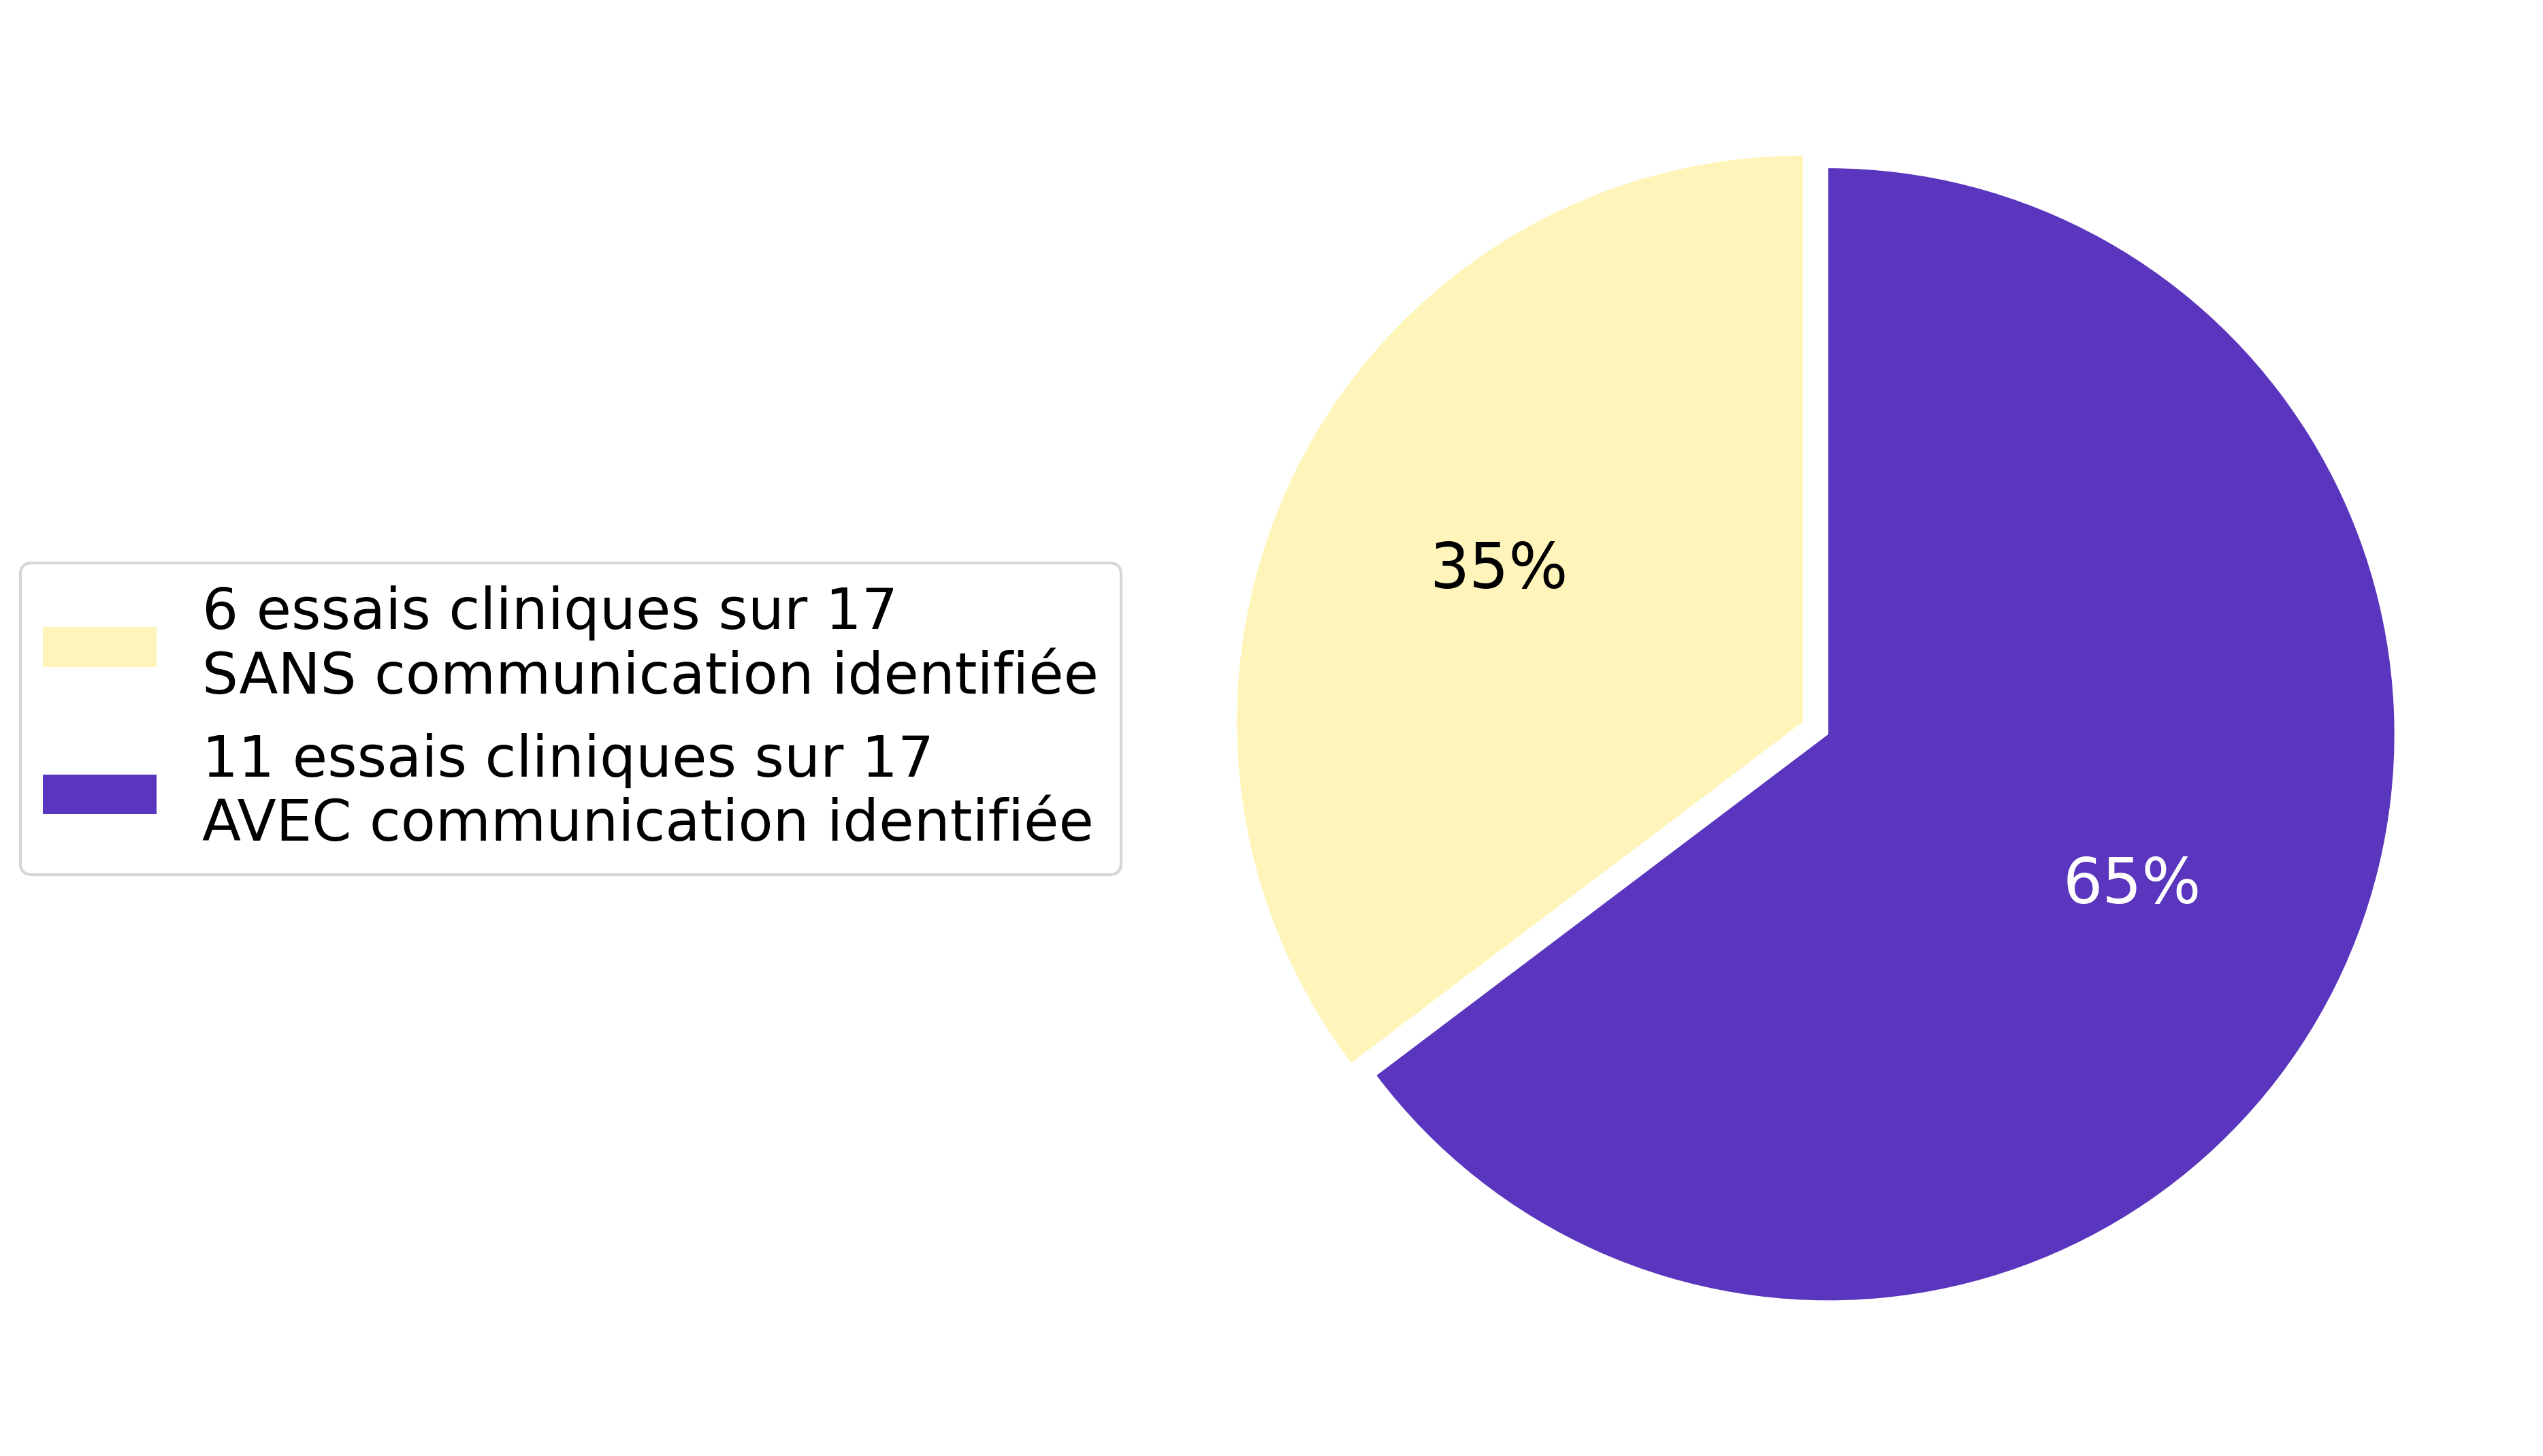 6 essais cliniques sur 17
SANS communication identifiée
11 essais cliniques sur 17
AVEC communication identifiée
35%
65%